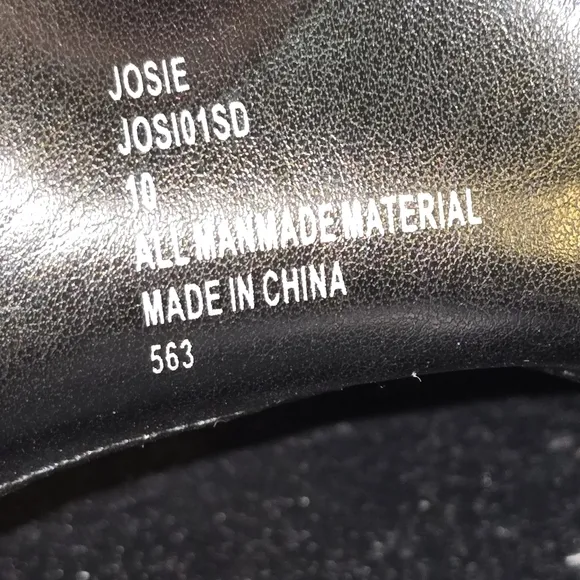 JOSIE
JOSI01SD
10
ALL MANMADE MATERIAL
MADE IN CHINA
563